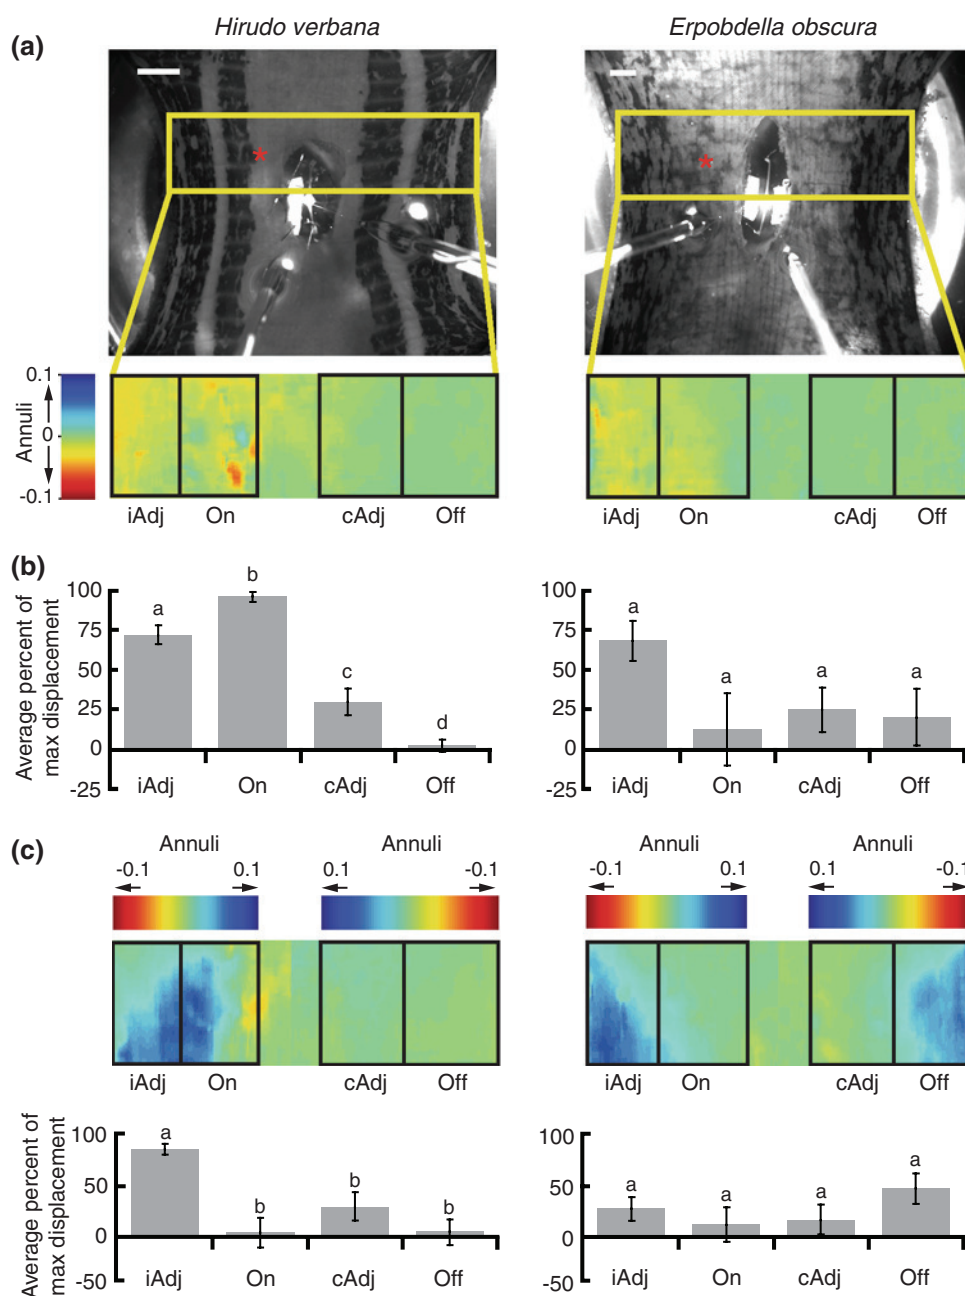 Hirudo verbana
Erpobdella obscura
(a)
*
*
0.1
0
-0.1
Annuli
iAdj On cAdj Off
iAdj On cAdj Off
(b)
Average percent of
max displacement
100
75
50
25
0
-25
a
b
c
d
iAdj On cAdj Off
100
75
50
25
0
-25
a
a
a
a
iAdj On cAdj Off
(c)
Annuli
-0.1 0.1
Annuli
0.1 -0.1
Annuli
-0.1 0.1
Annuli
0.1 -0.1
iAdj On cAdj Off
iAdj On cAdj Off
Average percent of
max displacement
100
50
0
-50
a
b
b
b
iAdj On cAdj Off
100
50
0
-50
a
a
a
a
iAdj On cAdj Off